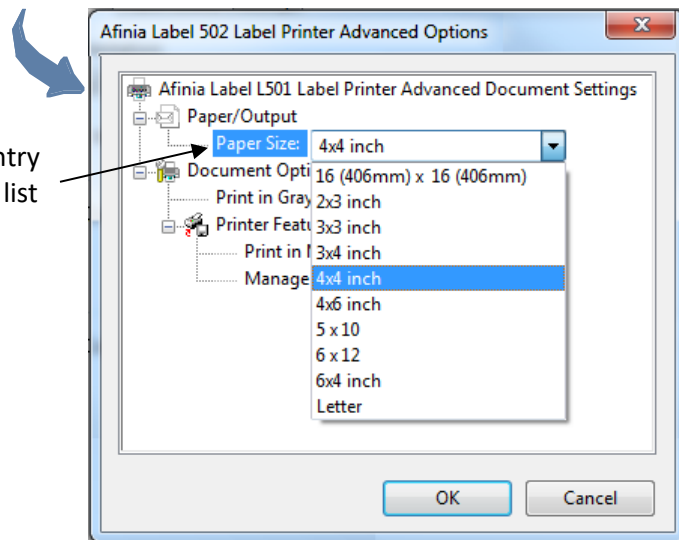 Afinia Label 502 Label Printer Advanced Options
Afinia Label L501 Label Printer Advanced Document Settings
Paper/Output
Paper Size: 4x4 inch
ntry
list
Document Opti
16 (406mm) x 16 (406mm)
Print in Gray
2x3 inch
Printer Featu
3x3 inch
Print in
3x4 inch
Manage
4x4 inch
4x6 inch
5 x 10
6 x 12
6x4 inch
Letter
OK
Cancel